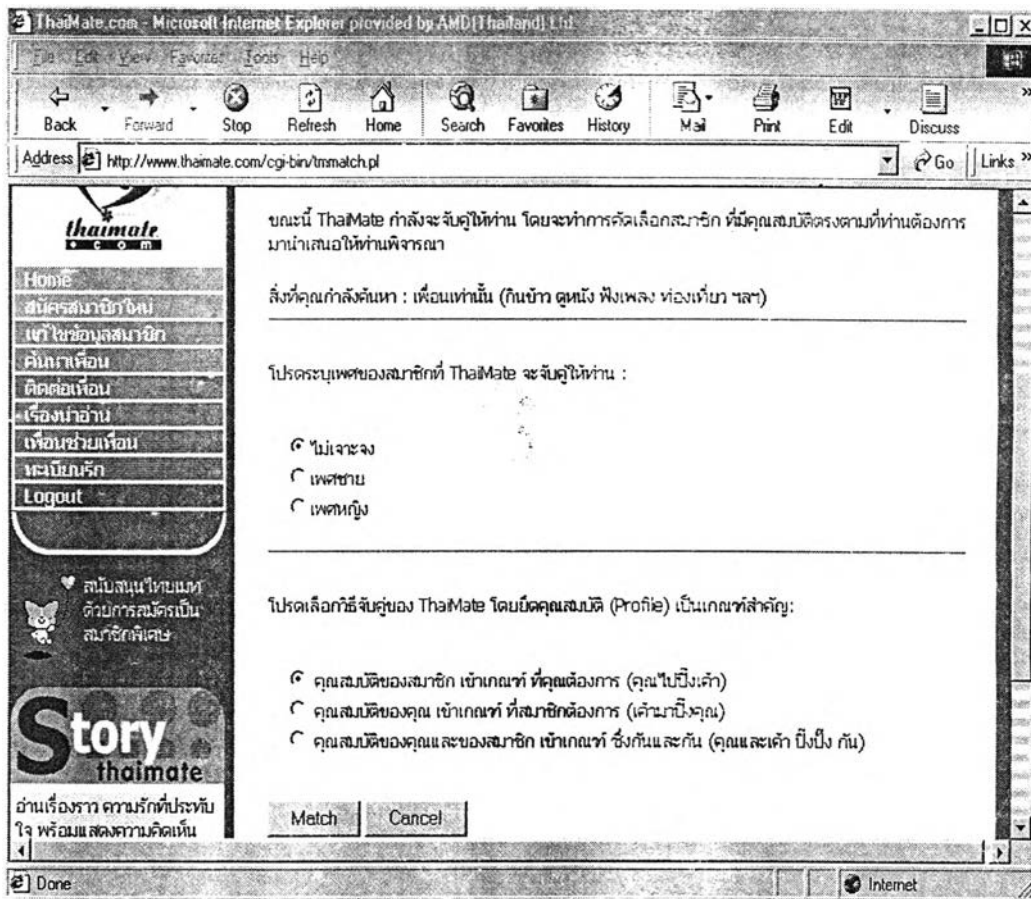 ThaiMate.com - Microsoft Internet Explorer provided by AMD(Thailand) Ltd.
File Edit View Favorites Tools Help
Back Forward Stop Refresh Home Search Favorites History Mail Print Edit Discuss
Address http://www.thaimate.com/cgi-bin/tmmatch.pl Go Links
thaimate
com
Home
สมัครสมาชิกใหม่
แก้ไขข้อมูลสมาชิก
ค้นหาเพื่อน
ติดต่อเพื่อน
เรื่องน่าอ่าน
เพื่อนช่วยเพื่อน
ทะเบียนรัก
Logout
สนับสนุนไทยเมท
ด้วยการสมัครเป็น
สมาชิกพิเศษ
Story
thaimate
อ่านเรื่องราว ความรักที่ประทับ
ใจ พร้อมแสดงความคิดเห็น
ขณะนี้ ThaiMate กำลังจะจับคู่ให้ท่าน โดยจะทำการคัดเลือกสมาชิก ที่มีคุณสมบัติตรงตามที่ท่านต้องการ
มานำเสนอให้ท่านพิจารณา
สิ่งที่คุณกำลังค้นหา : เพื่อนเท่านั้น (กินข้าว ดูหนัง ฟังเพลง ท่องเที่ยว ฯลฯ)
โปรดระบุเพศของสมาชิกที่ ThaiMate จะจับคู่ให้ท่าน :
ไม่เจาะจง
เพศชาย
เพศหญิง
โปรดเลือกวิธีจับคู่ของ ThaiMate โดยยึดคุณสมบัติ (Profile) เป็นเกณฑ์สำคัญ:
คุณสมบัติของสมาชิก เข้าเกณฑ์ ที่คุณต้องการ (คุณไปปิ๊งเค้า)
คุณสมบัติของคุณ เข้าเกณฑ์ ที่สมาชิกต้องการ (เค้ามาปิ๊งคุณ)
คุณสมบัติของคุณและของสมาชิก เข้าเกณฑ์ ซึ่งกันและกัน (คุณและเค้า ปิ๊งปิ๊ง กัน)
Match Cancel
Done Internet